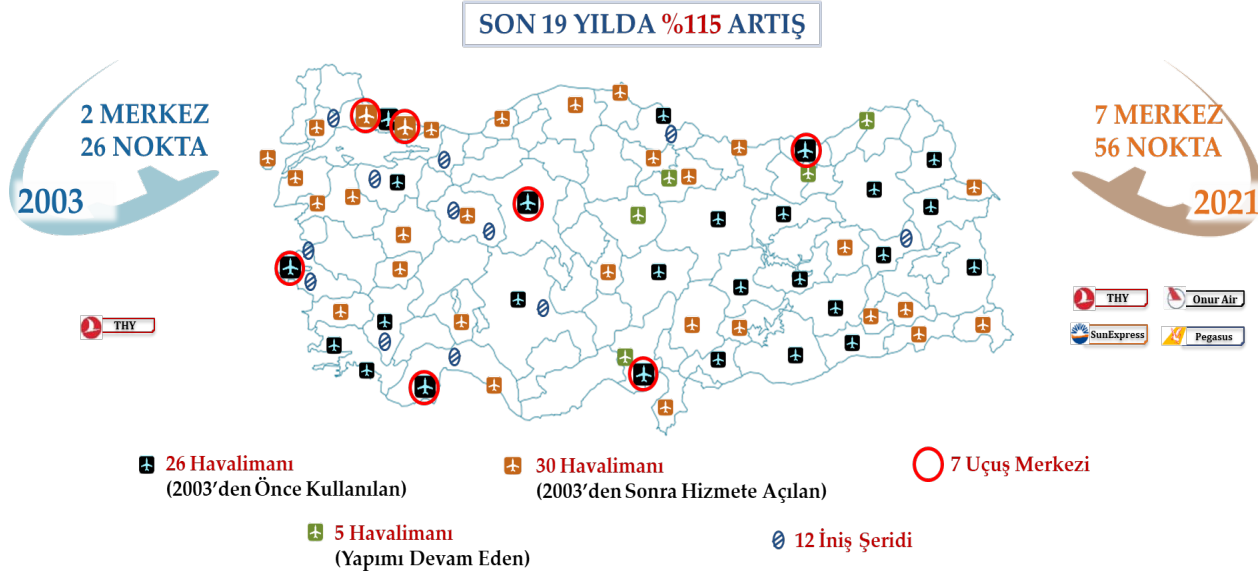 SON 19 YILDA %115 ARTIŞ
2 MERKEZ
26 NOKTA
2003
THY
7 MERKEZ
56 NOKTA
2021
THY
Onur Air
SunExpress
Pegasus
26 Havalimanı
(2003'den Önce Kullanılan)
30 Havalimanı
(2003'den Sonra Hizmete Açılan)
7 Uçuş Merkezi
5 Havalimanı
(Yapımı Devam Eden)
12 İniş Şeridi